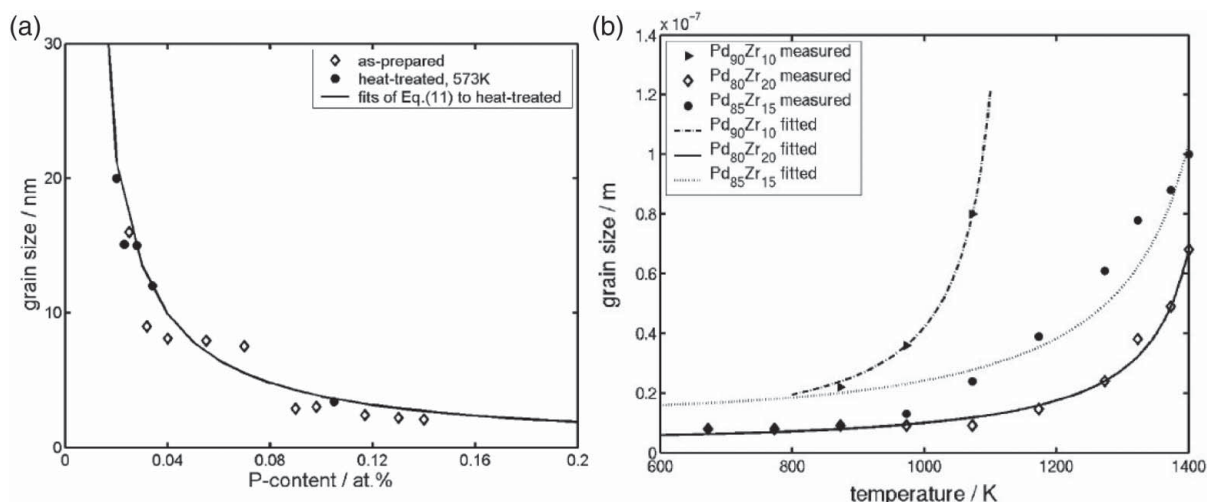 (a)
30
20
10
0
0
0.04
0.08
0.12
0.16
0.2
grain size / nm
P-content / at.%
as-prepared
heat-treated, 573K
fits of Eq.(11) to heat-treated
(b)
x 10⁻⁷
1.4
1.2
1
0.8
0.6
0.4
0.2
0
600
800
1000
1200
1400
grain size / m
temperature / K
Pd₉₀Zr₁₀ measured
Pd₈₀Zr₂₀ measured
Pd₈₅Zr₁₅ measured
Pd₉₀Zr₁₀ fitted
Pd₈₀Zr₂₀ fitted
Pd₈₅Zr₁₅ fitted